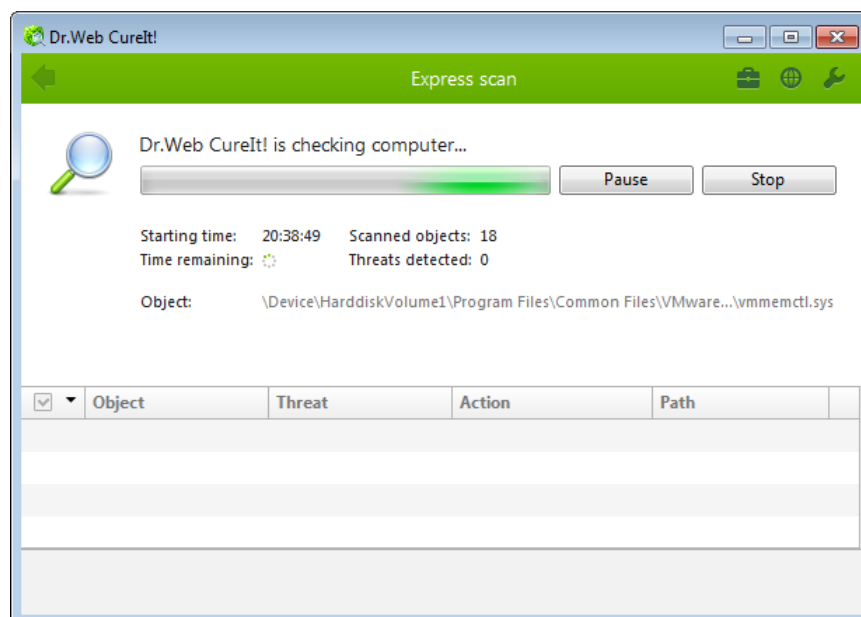 Dr.Web CureIt!
Express scan
Dr.Web CureIt! is checking computer...
Pause
Stop
Starting time: 20:38:49 Scanned objects: 18
Time remaining: Threats detected: 0
Object: \Device\HarddiskVolume1\Program Files\Common Files\VMware...\vmmemctl.sys
Object Threat Action Path